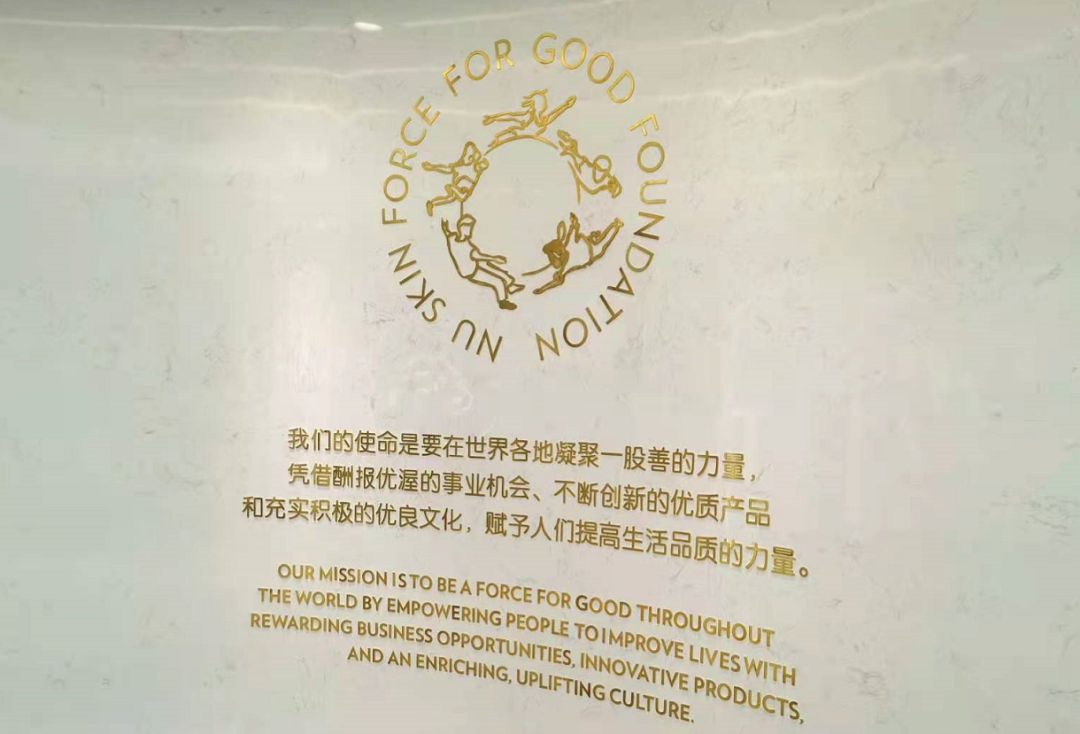 NU SKIN FORCE FOR GOOD FOUNDATION
我们的使命是要在世界各地凝聚一股善的力量，
凭借酬报优渥的事业机会、不断创新的优质产品
和充实积极的优良文化，赋予人们提高生活品质的力量。
OUR MISSION IS TO BE A FORCE FOR GOOD THROUGHOUT
THE WORLD BY EMPOWERING PEOPLE TO IMPROVE LIVES WITH
REWARDING BUSINESS OPPORTUNITIES, INNOVATIVE PRODUCTS,
AND AN ENRICHING, UPLIFTING CULTURE.